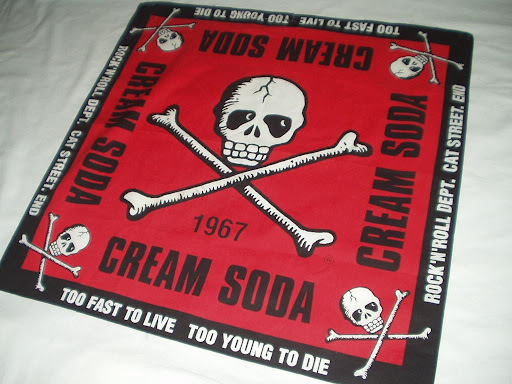 TOO FAST TO LIVE TOO YOUNG TO DIE
CREAM SODA
ROCK'N'ROLL DEPT. CAT STREET. END
CREAM SODA
CREAM SODA
ROCK'N'ROLL DEPT. CAT STREET. END
1967
CREAM SODA
TOO FAST TO LIVE TOO YOUNG TO DIE